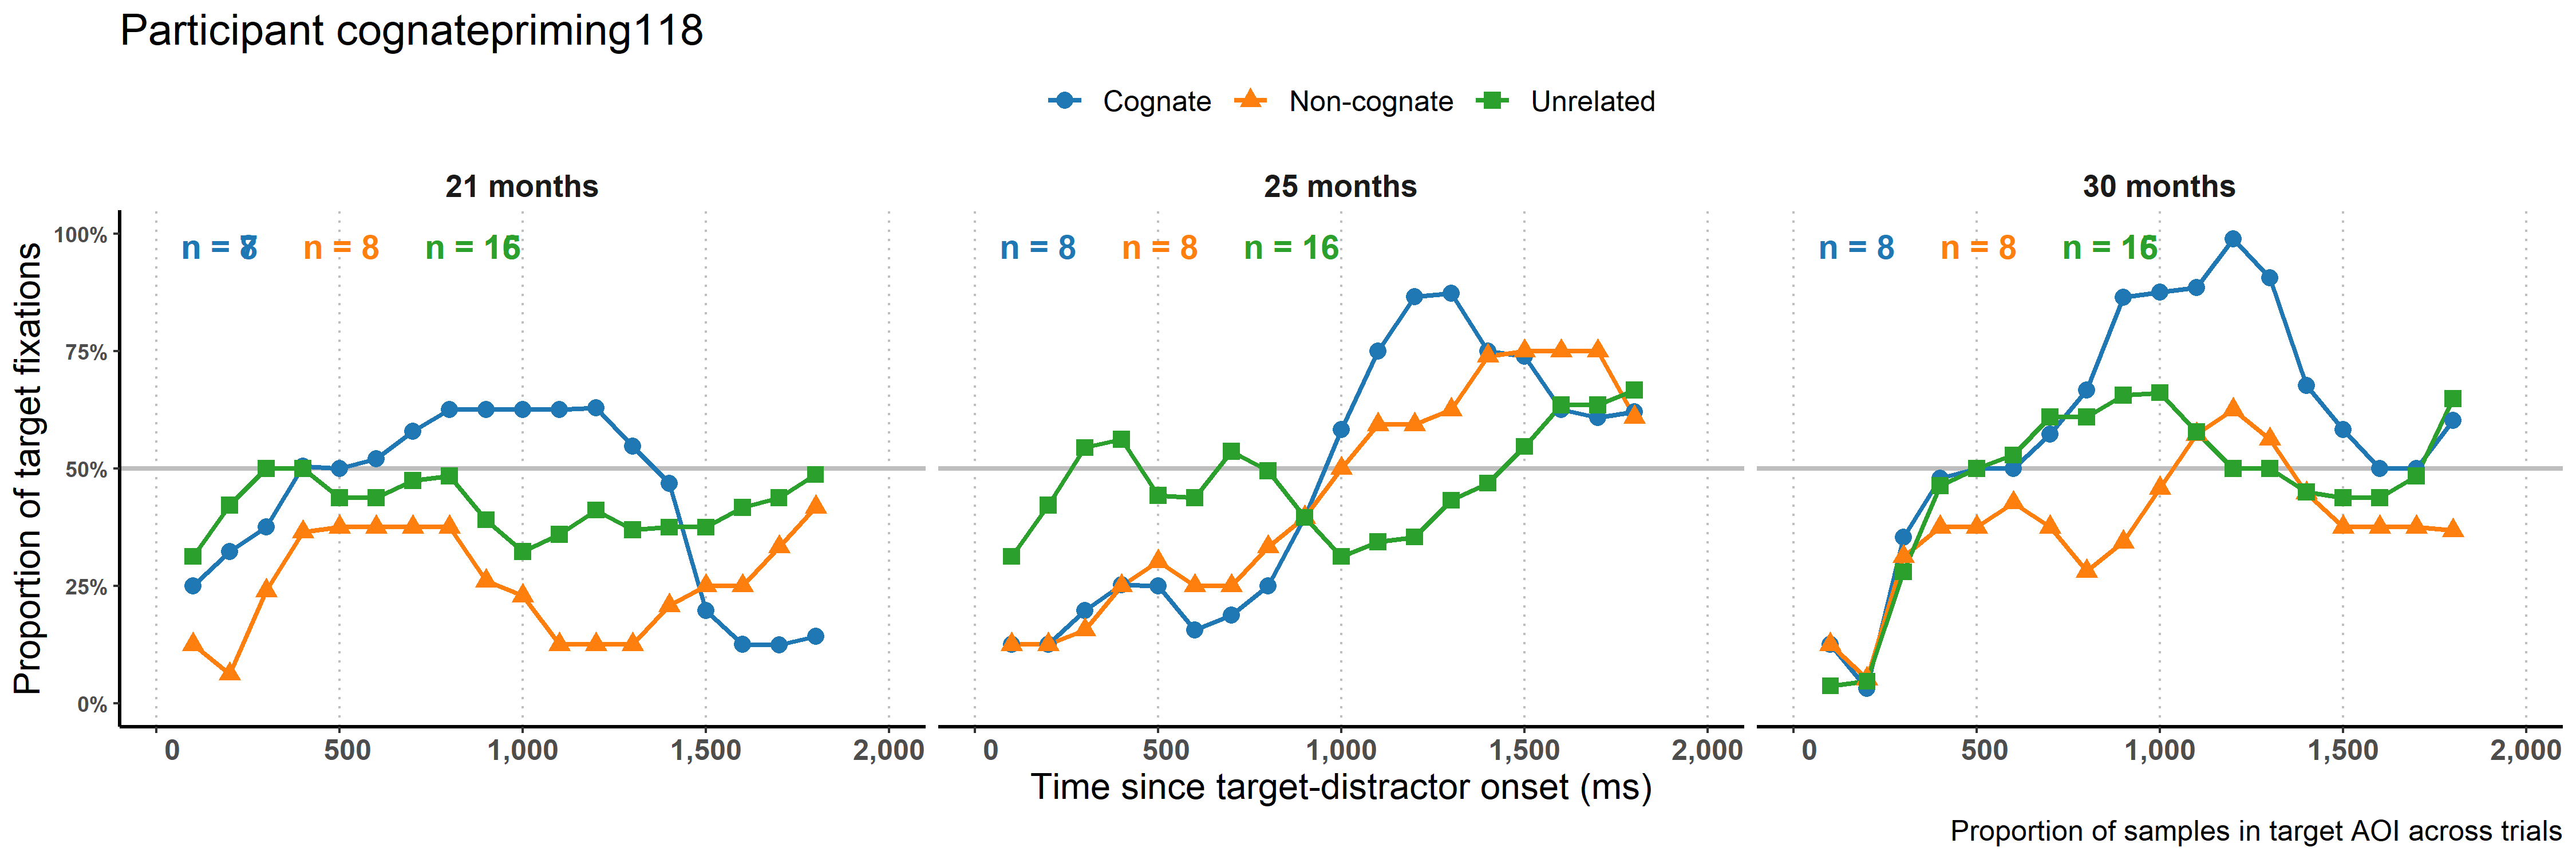 Participant cognatepriming118
Cognate Non-cognate Unrelated
21 months 25 months 30 months
n = n = 8 n =
n = 8 n = 8 n = 16
n = 8 n = 8 n =
100%
75%
50%
25%
0%
Proportion of target fixations
0 500 1,000 1,500 2,000
0 500 1,000 1,500 2,000
0 500 1,000 1,500 2,000
Time since target-distractor onset (ms)
Proportion of samples in target AOI across trials